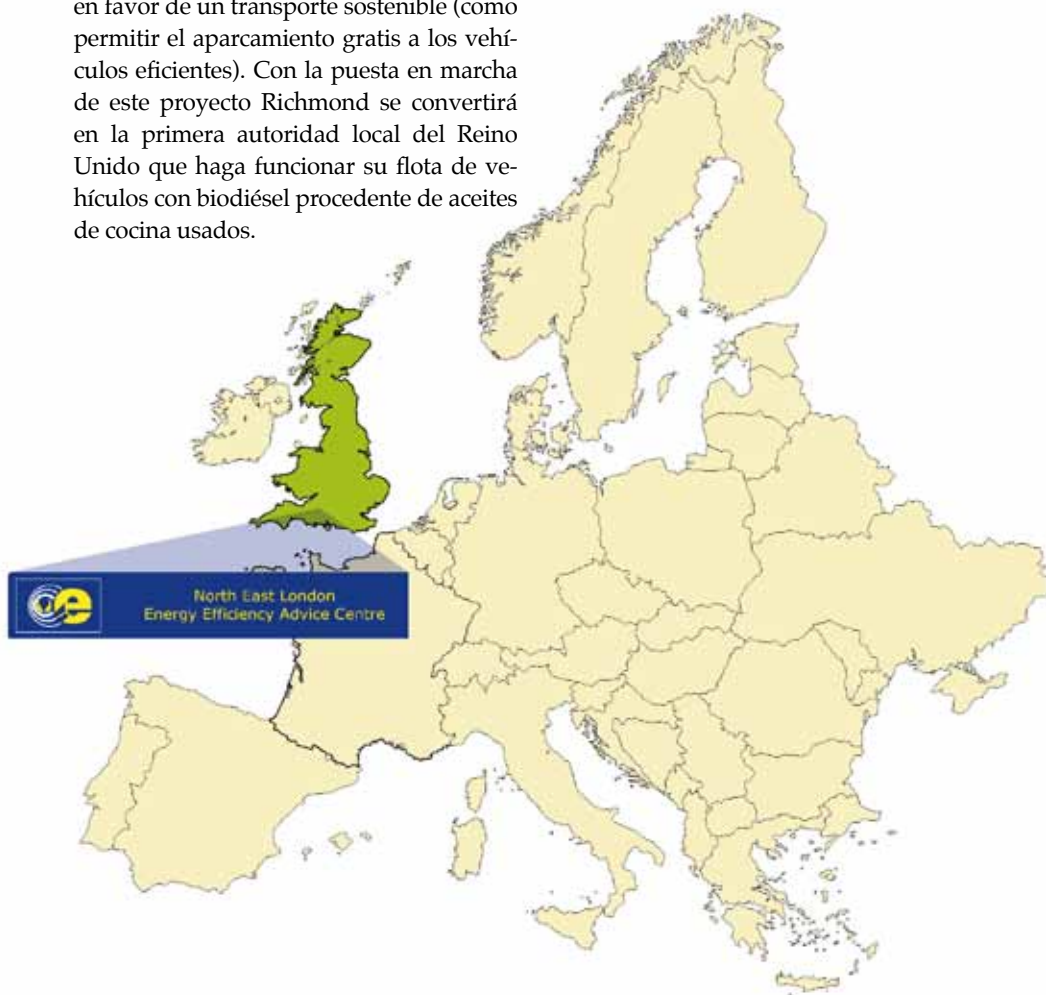 en favor de un transporte sostenible (como
permitir el aparcamiento gratis a los vehí-
culos eficientes). Con la puesta en marcha
de este proyecto Richmond se convertirá
en la primera autoridad local del Reino
Unido que haga funcionar su flota de ve-
hículos con biodiésel procedente de aceites
de cocina usados.
e
North East London
Energy Efficiency Advice Centre